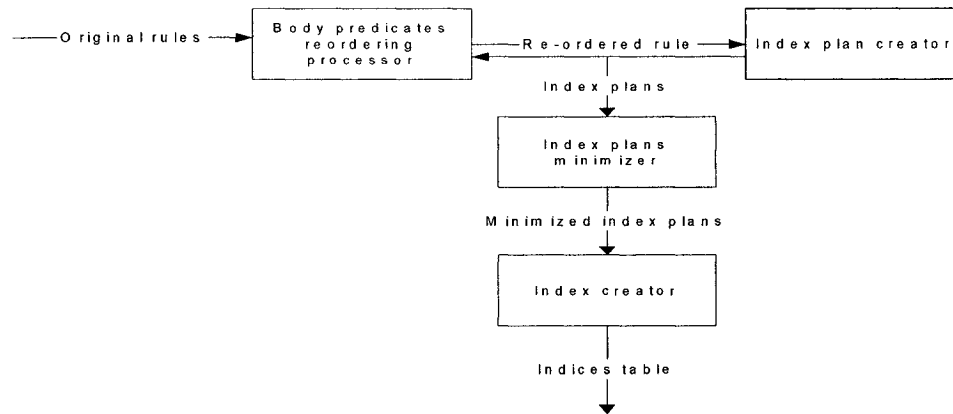 Body predicates
Original rules
reordering
Re-ordered rule
Index plan creator
processor
Index plans
Index plans
minimizer
Minimized index plans
Index creator
Indices table